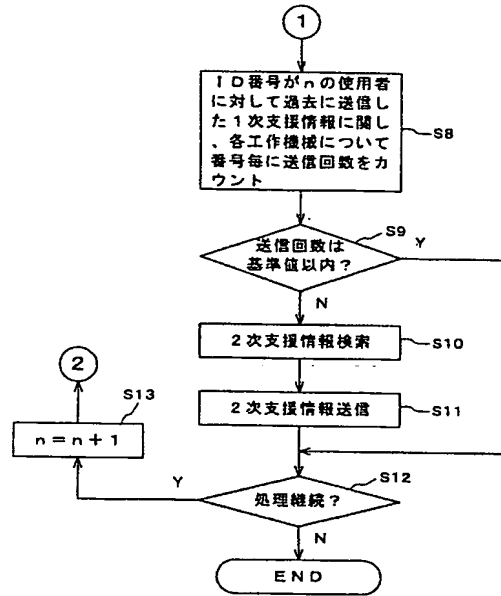 1
ID番号がnの使用者
に対して過去に送信し
た1次支援情報に関し
、各工作機械について
番号毎に送信回数をカ
ウント
S8
S9
送信回数は
基準値以内?
Y
N
2次支援情報検索
S10
2
S13
n=n+1
2次支援情報送信
S11
S12
処理継続?
Y
N
END